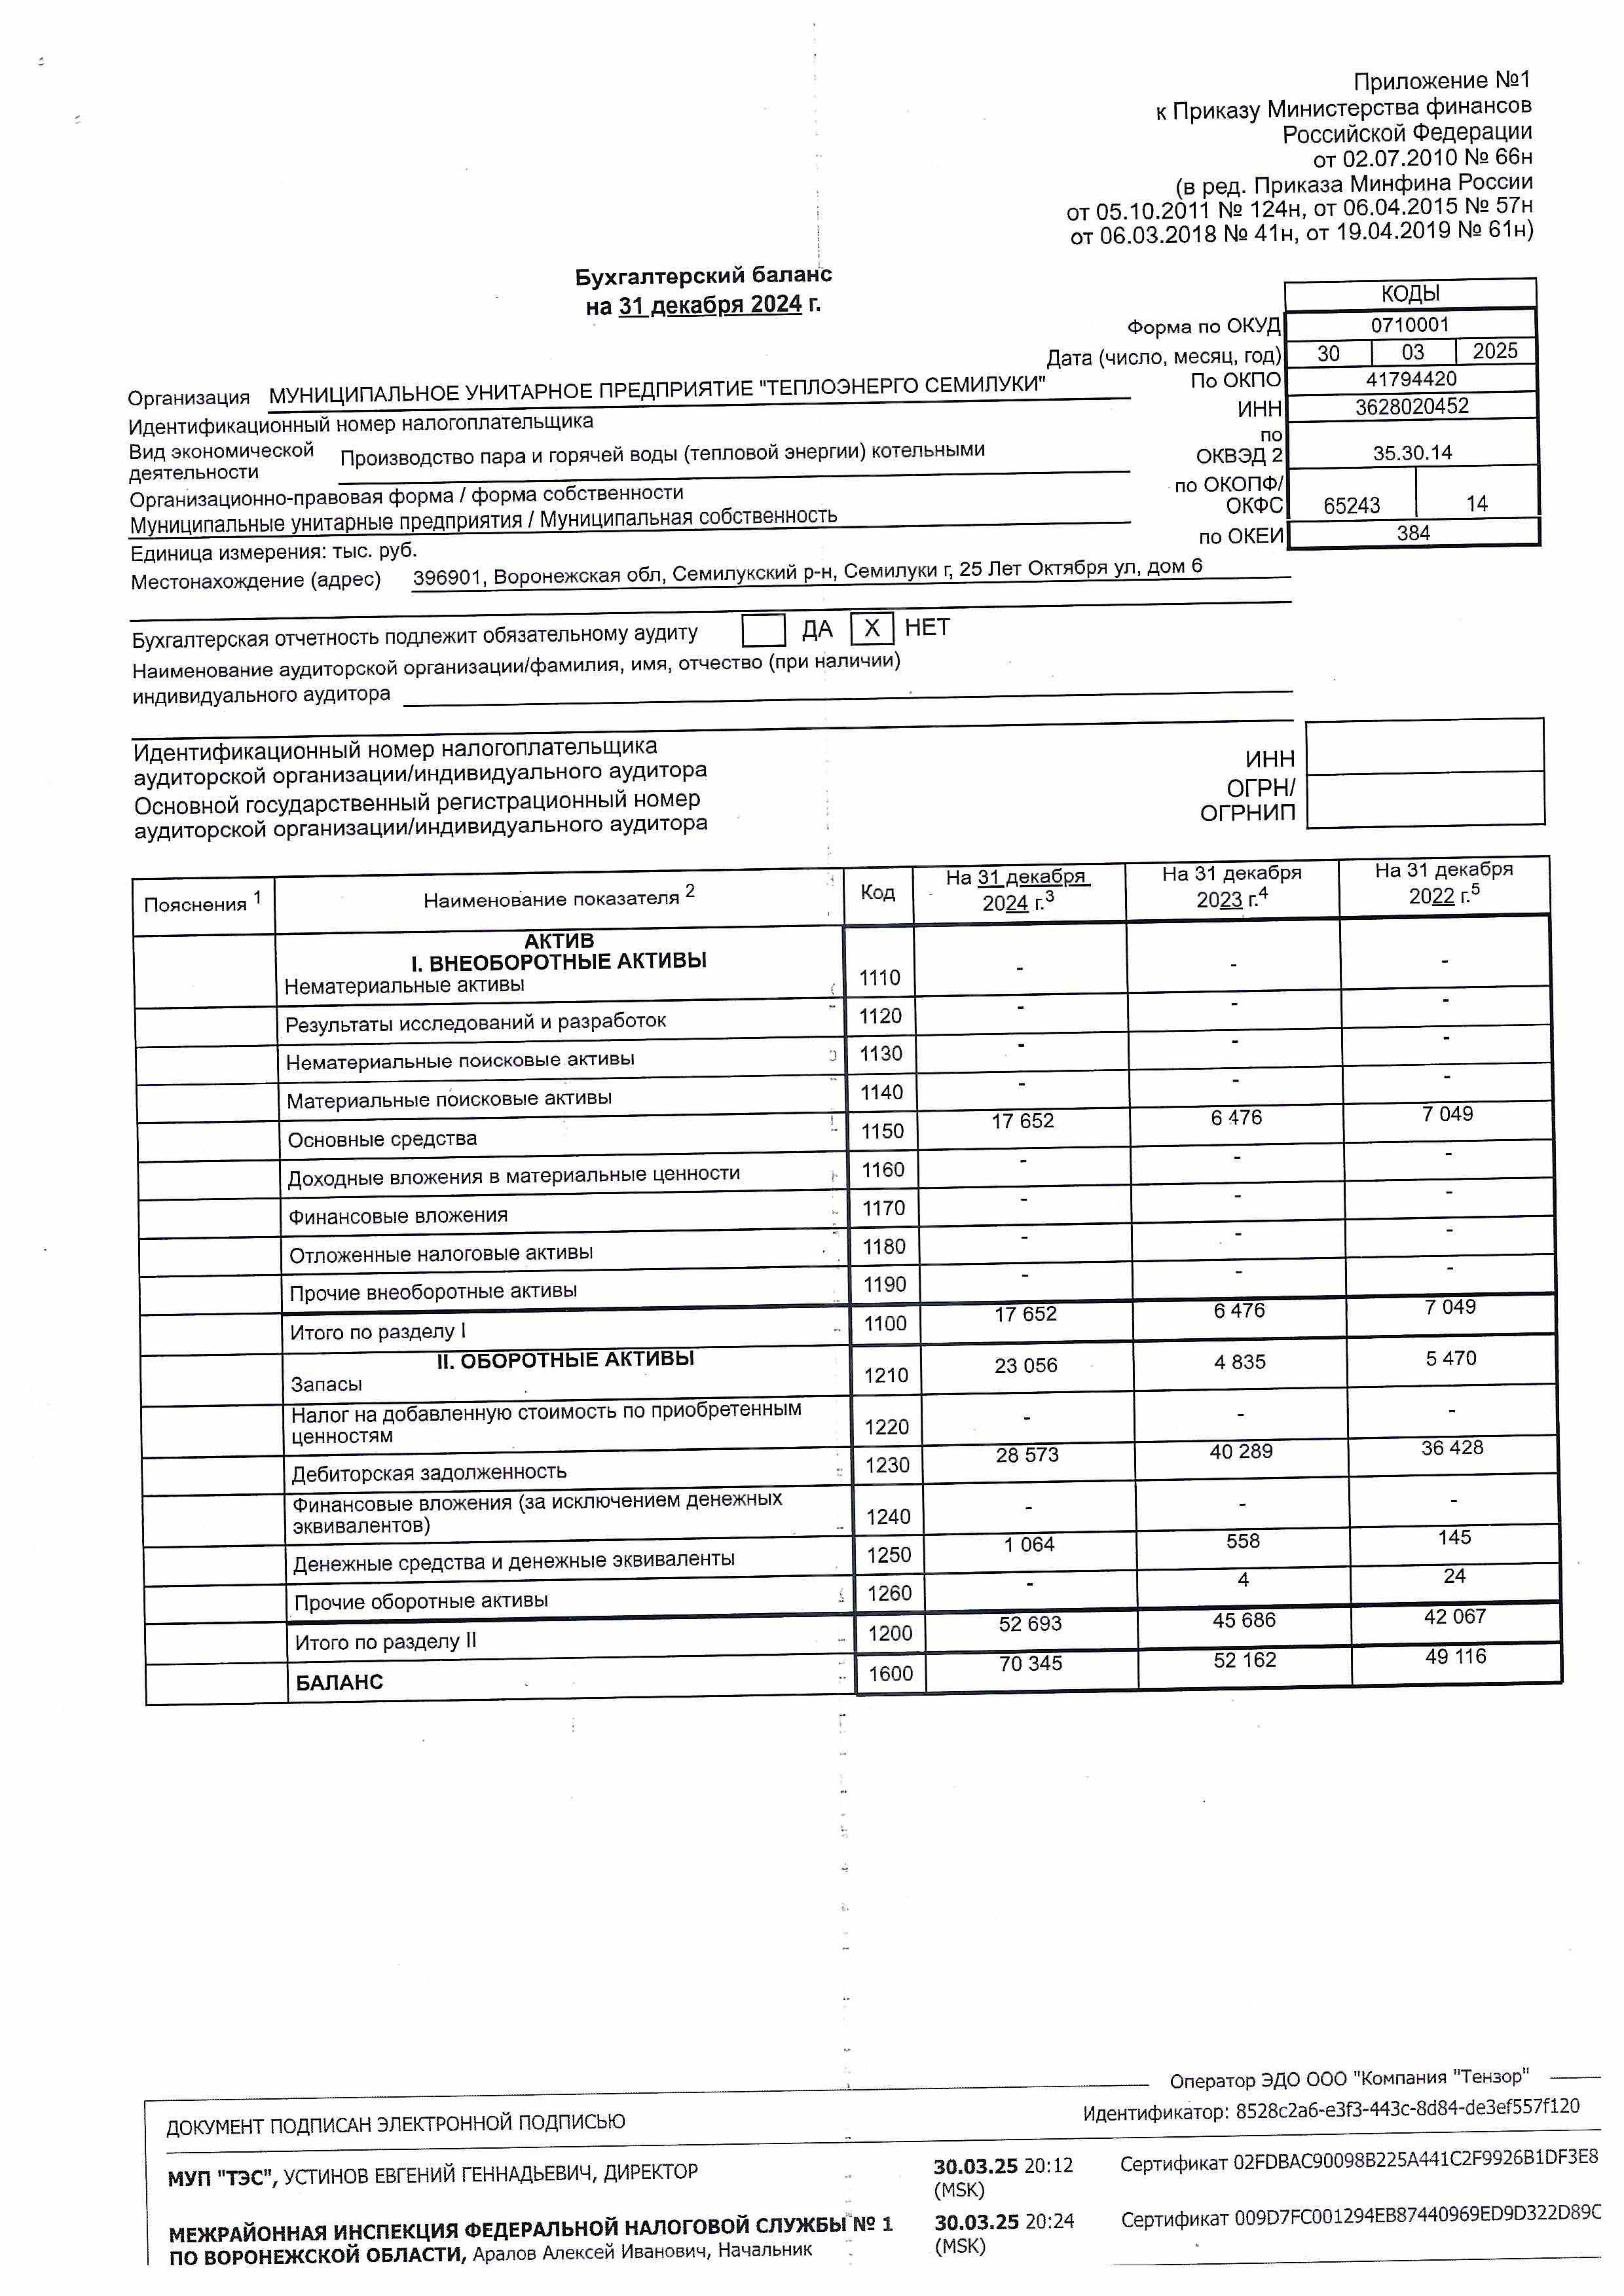 Приложение №1
к Приказу Министерства финансов
Российской Федерации
от 02.07.2010 № 66н
(в ред. Приказа Минфина России
от 05.10.2011 № 124н, от 06.04.2015 № 57н
от 06.03.2018 № 41н, от 19.04.2019 № 61н)
Бухгалтерский баланс
на 31 декабря 2024 г.
КОДЫ
Форма по ОКУД 0710001
Дата (число, месяц, год) 30 03 2025
Организация МУНИЦИПАЛЬНОЕ УНИТАРНОЕ ПРЕДПРИЯТИЕ "ТЕПЛОЭНЕРГО СЕМИЛУКИ" По ОКПО 41794420
Идентификационный номер налогоплательщика ИНН 3628020452
Вид экономической деятельности Производство пара и горячей воды (тепловой энергии) котельными по ОКВЭД 2 35.30.14
Организационно-правовая форма / форма собственности по ОКОПФ/ ОКФС 65243 14
Муниципальные унитарные предприятия / Муниципальная собственность
Единица измерения: тыс. руб. по ОКЕИ 384
Местонахождение (адрес) 396901, Воронежская обл, Семилукский р-н, Семилуки г, 25 Лет Октября ул, дом 6
Бухгалтерская отчетность подлежит обязательному аудиту ДА X НЕТ
Наименование аудиторской организации/фамилия, имя, отчество (при наличии)
индивидуального аудитора
Идентификационный номер налогоплательщика
аудиторской организации/индивидуального аудитора ИНН
Основной государственный регистрационный номер
аудиторской организации/индивидуального аудитора ОГРН/ ОГРНИП
Пояснения 1 Наименование показателя 2 Код На 31 декабря 2024 г.3 На 31 декабря 2023 г.4 На 31 декабря 2022 г.5
АКТИВ
I. ВНЕОБОРОТНЫЕ АКТИВЫ
Нематериальные активы 1110 - - -
Результаты исследований и разработок 1120 - - -
Нематериальные поисковые активы 1130 - - -
Материальные поисковые активы 1140 - - -
Основные средства 1150 17 652 6 476 7 049
Доходные вложения в материальные ценности 1160 - - -
Финансовые вложения 1170 - - -
Отложенные налоговые активы 1180 - - -
Прочие внеоборотные активы 1190 - - -
Итого по разделу I 1100 17 652 6 476 7 049
II. ОБОРОТНЫЕ АКТИВЫ
Запасы 1210 23 056 4 835 5 470
Налог на добавленную стоимость по приобретенным
ценностям 1220 - - -
Дебиторская задолженность 1230 28 573 40 289 36 428
Финансовые вложения (за исключением денежных
эквивалентов) 1240 - - -
Денежные средства и денежные эквиваленты 1250 1 064 558 145
Прочие оборотные активы 1260 - 4 24
Итого по разделу II 1200 52 693 45 686 42 067
БАЛАНС 1600 70 345 52 162 49 116
Оператор ЭДО ООО "Компания "Тензор"
ДОКУМЕНТ ПОДПИСАН ЭЛЕКТРОННОЙ ПОДПИСЬЮ Идентификатор: 8528c2a6-e3f3-443c-8d84-de3ef557f120
МУП "ТЭС", УСТИНОВ ЕВГЕНИЙ ГЕННАДЬЕВИЧ, ДИРЕКТОР 30.03.25 20:12 Сертификат 02FDBAC90098B225A441C2F9926B1DF3E8
(MSK)
МЕЖРАЙОННАЯ ИНСПЕКЦИЯ ФЕДЕРАЛЬНОЙ НАЛОГОВОЙ СЛУЖБЫ № 1 30.03.25 20:24 Сертификат 009D7FC001294EB87440969ED9D322D89C
ПО ВОРОНЕЖСКОЙ ОБЛАСТИ, Аралов Алексей Иванович, Начальник (MSK)